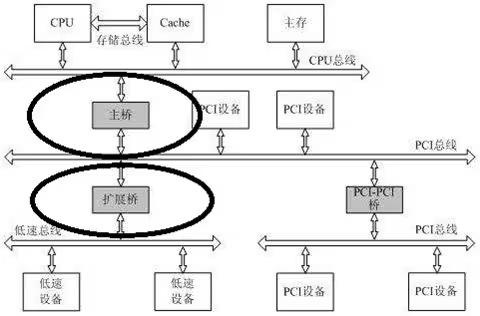 CPU
Cache
主存
存储总线
CPU总线
主桥
PCI设备
PCI设备
PCI总线
扩展桥
PCI-PCI
桥
低速总线
PCI总线
低速
设备
低速
设备
PCI设备
PCI设备